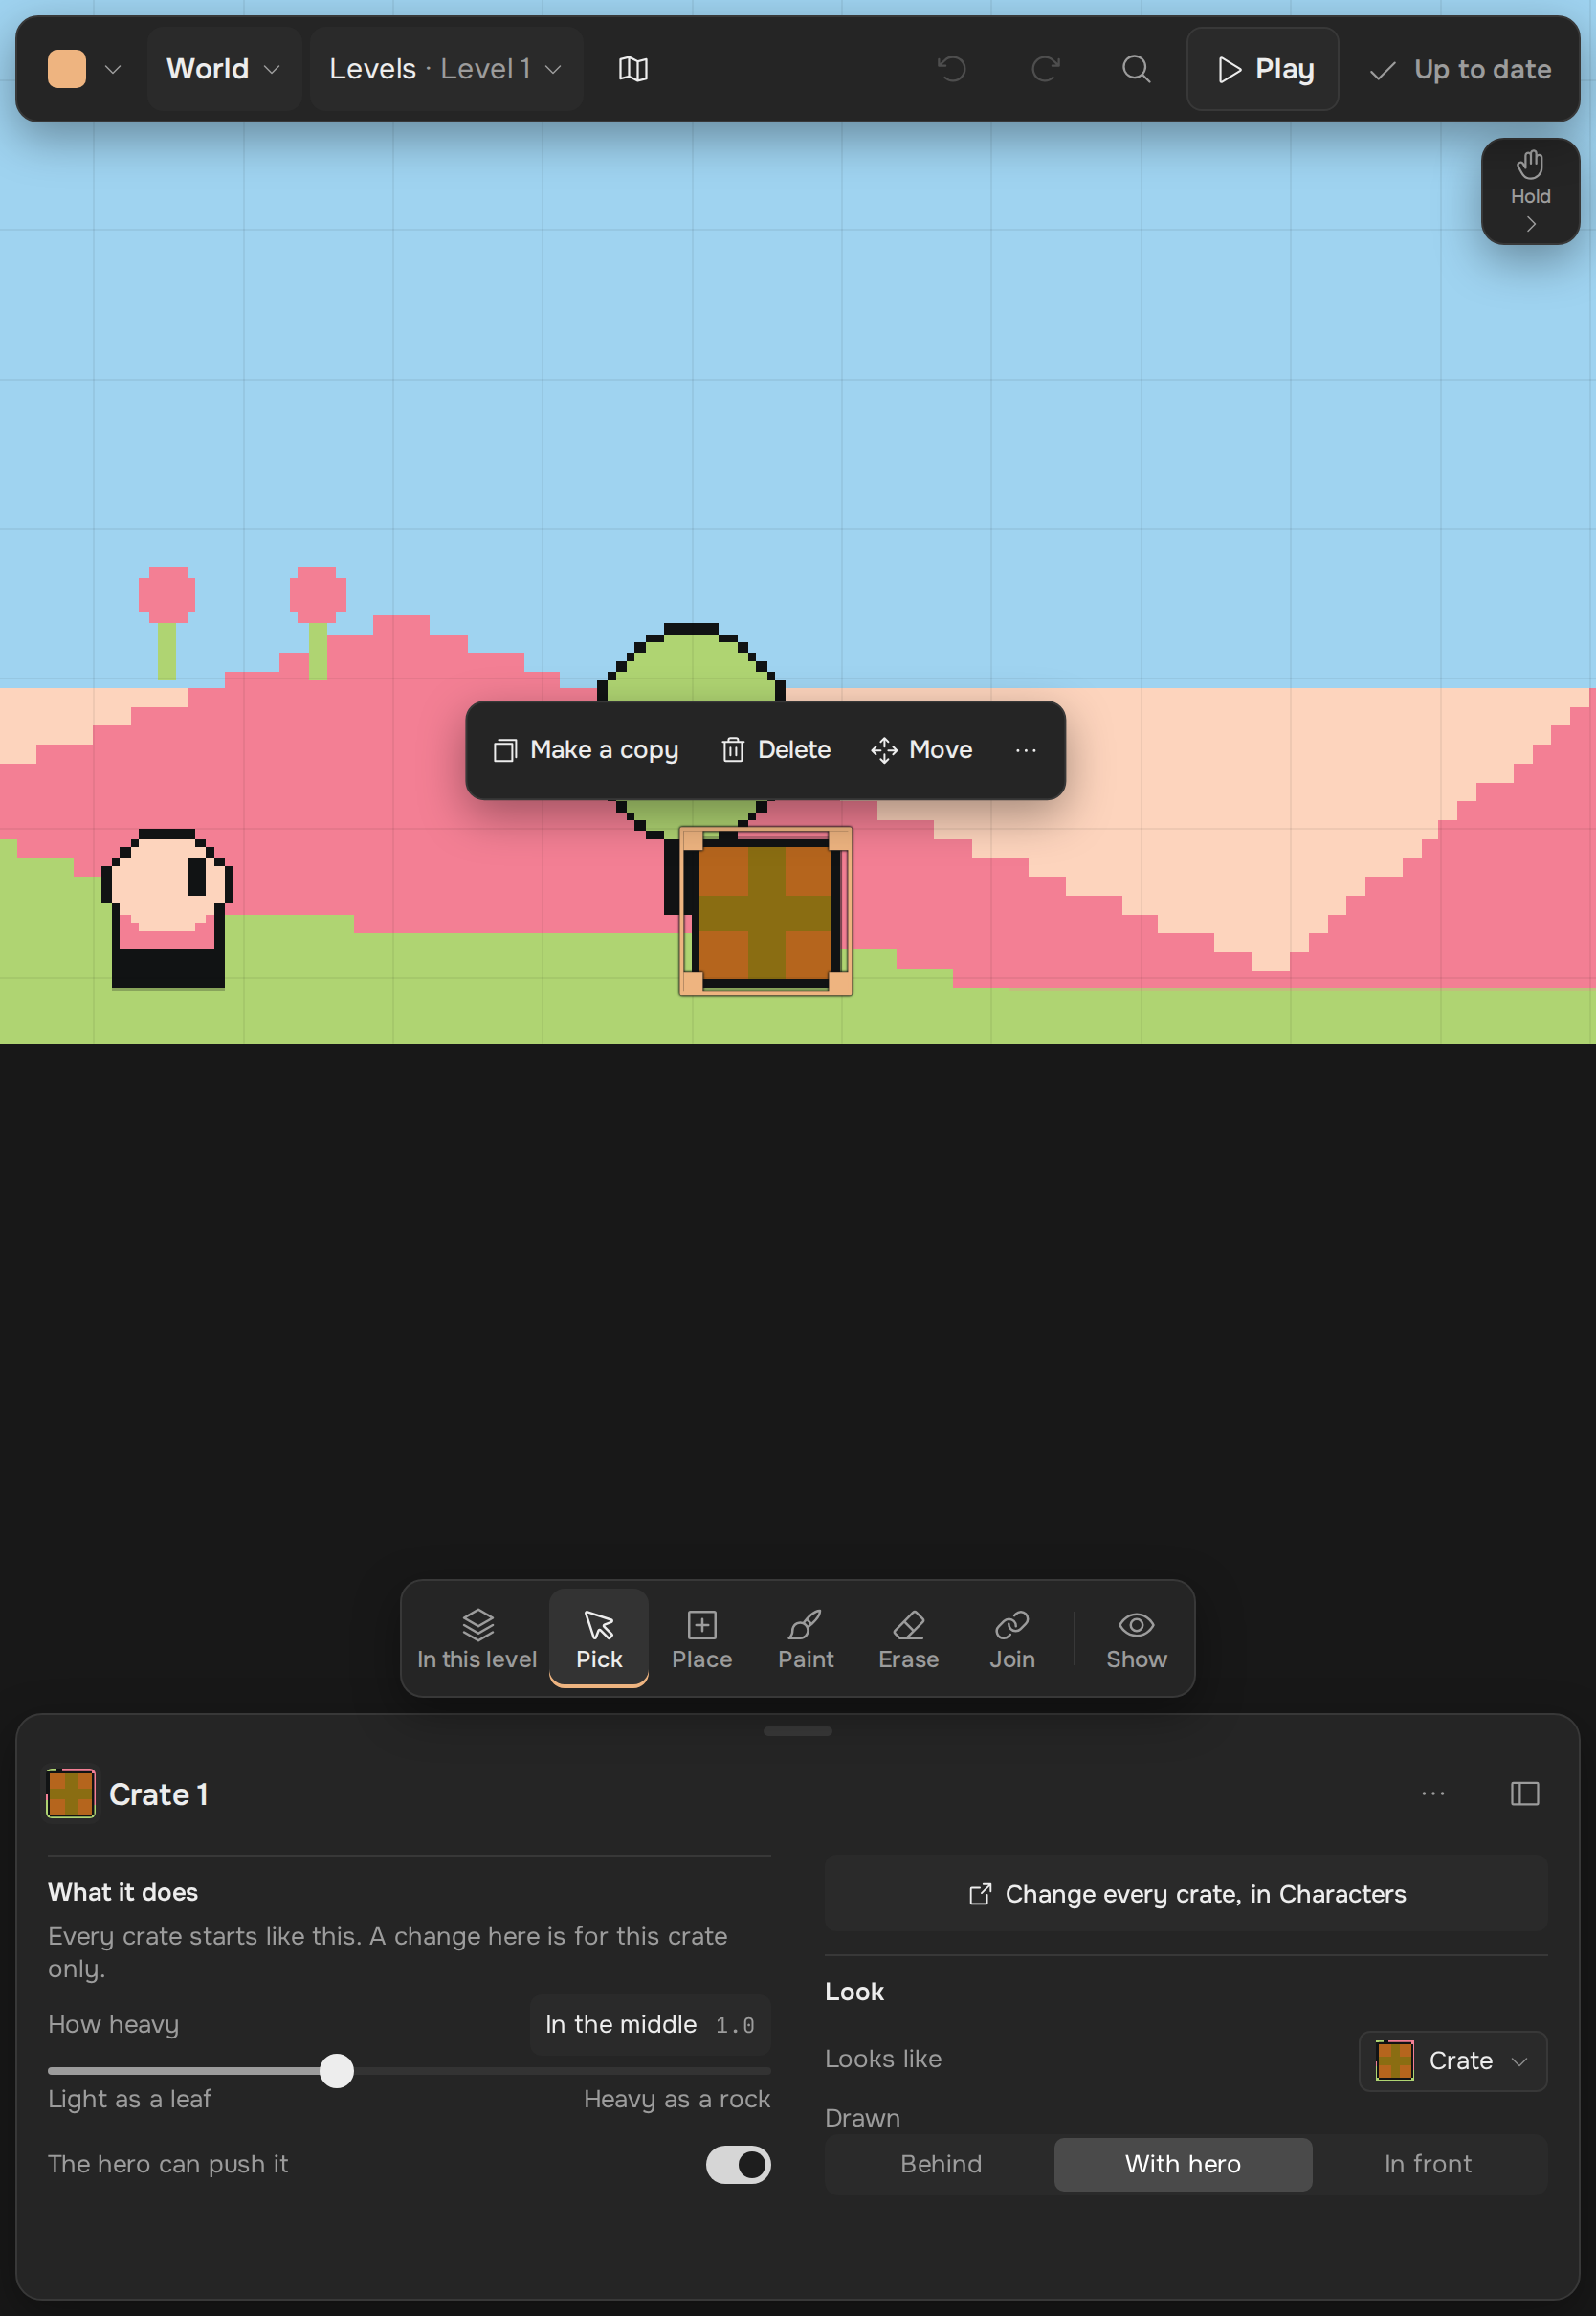 World
Levels · Level 1
Play
Up to date
Hold
Make a copy
Delete
Move
In this level
Pick
Place
Paint
Erase
Join
Show
Crate 1
What it does
Every crate starts like this. A change here is for this crate
only.
How heavy
In the middle 1.0
Light as a leaf
Heavy as a rock
The hero can push it
Change every crate, in Characters
Look
Looks like
Crate
Drawn
Behind
With hero
In front